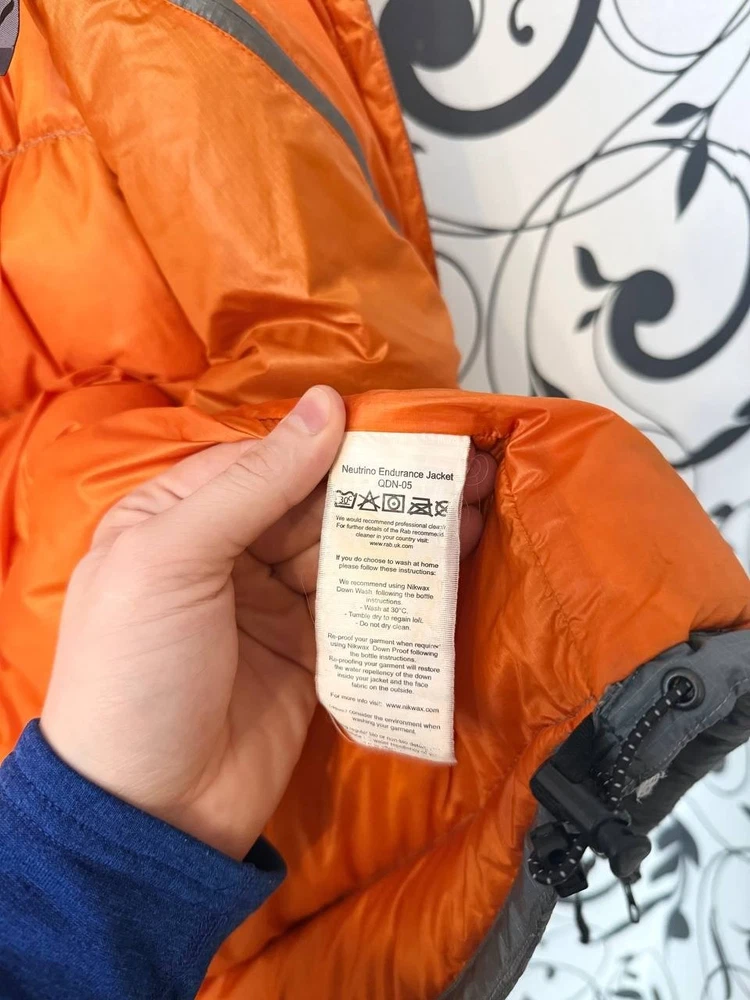 Neutrino Endurance Jacket
QDN-05
30°
We would recommend professional
For further details of the Rab
cleaner in your country visit:
www.rab.uk.com
If you do choose to wash at home
please follow these instructions:
We recommend using Nikwax
Down Wash following the bottle
instructions.
- Wash at 30°C.
- Tumble dry to regain loft.
- Do not dry clean.
Re-proof your garment when
using Nikwax Down Proof following
the bottle instructions.
Re-proofing your garment will restore
the water repellency of the down
inside your jacket and the face
fabric on the outside.
For more info visit: www.nikwax.com
consider the environment when
washing your garment.